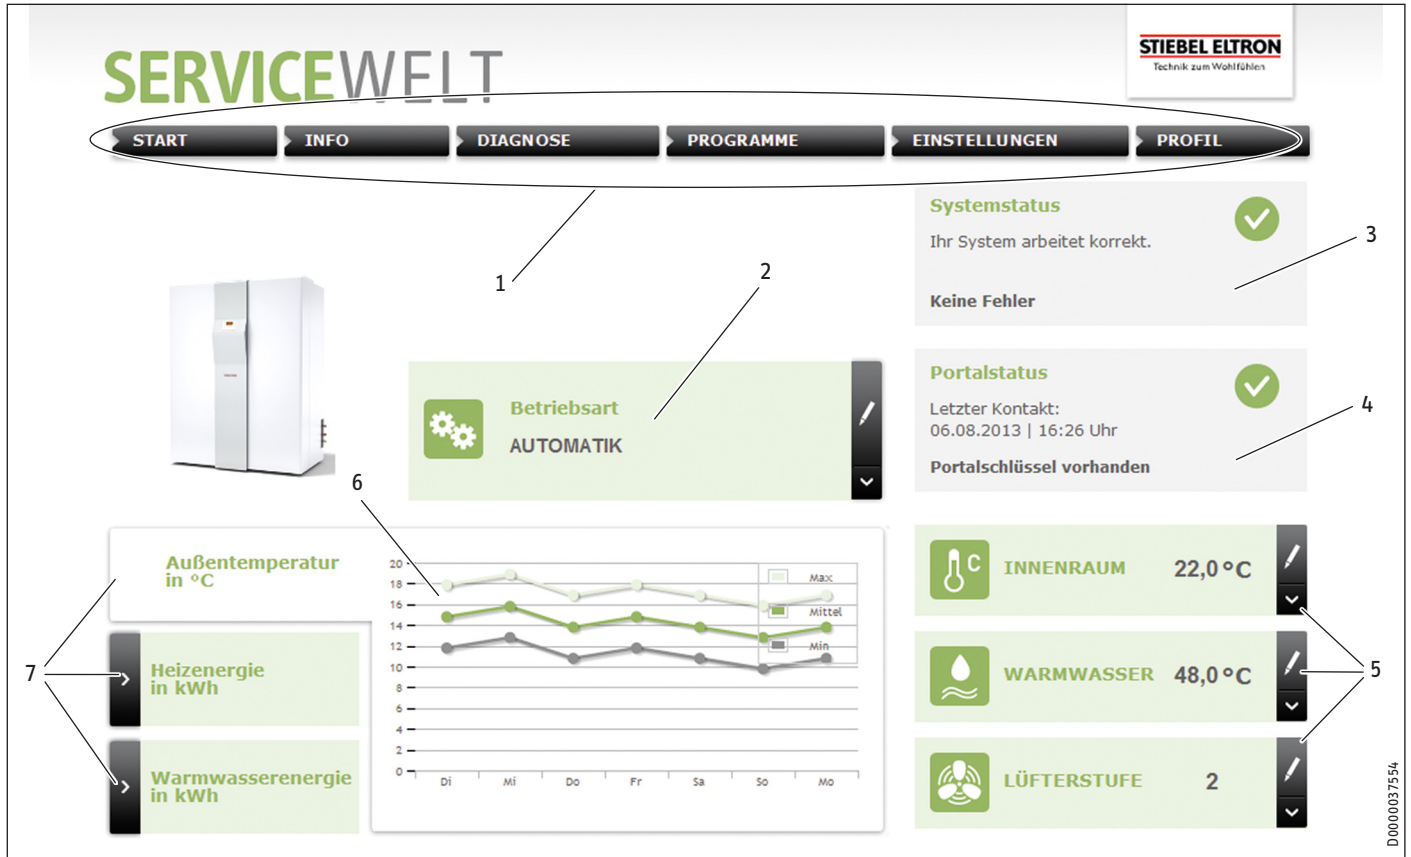 SERVICEWELT
STIEBEL ELTRON
Technik zum Wohlfühlen
START
INFO
DIAGNOSE
PROGRAMME
EINSTELLUNGEN
PROFIL
1
2
Systemstatus
Ihr System arbeitet korrekt.
Keine Fehler
3
Betriebsart
AUTOMATIK
Portalstatus
Letzter Kontakt:
06.08.2013 | 16:26 Uhr
Portalschlüssel vorhanden
4
6
Außentemperatur
in °C
Heizenergie
in kWh
Warmwasserenergie
in kWh
7
20
18
16
14
12
10
8
6
4
2
0
Di
Mi
Do
Fr
Sa
So
Mo
Max
Mittel
Min
°C
INNENRAUM
22,0 °C
WARMWASSER
48,0 °C
LÜFTERSTUFE
2
5
D0000037554